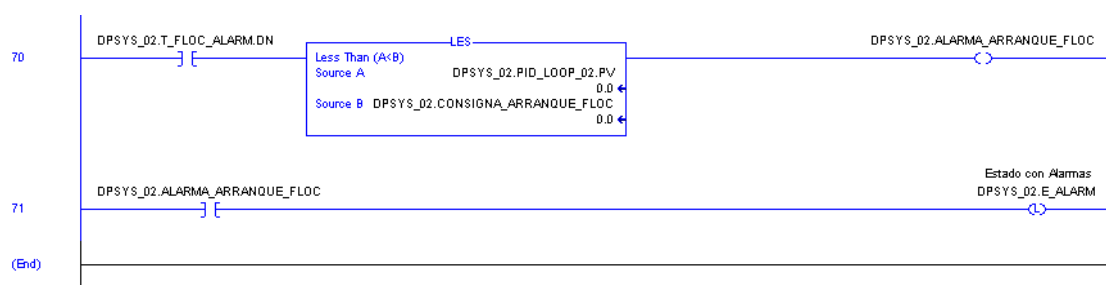 DPSYS_02.T_FLOC_ALARM.DN
LES
DPSYS_02.ALARMA_ARRANQUE_FLOC
70
Less Than (A<B)
Source A DPSYS_02.PID_LOOP_02.PV
0.0
Source B DPSYS_02.CONSIGNA_ARRANQUE_FLOC
0.0
Estado con Alarmas
DPSYS_02.ALARMA_ARRANQUE_FLOC
DPSYS_02.E_ALARM
71
L
(End)